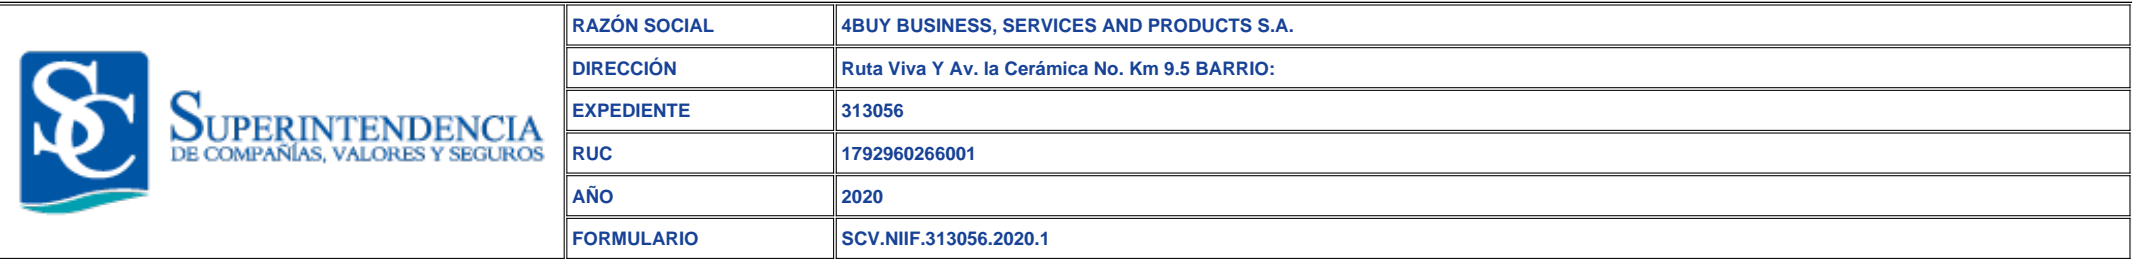 SC
SUPERINTENDENCIA
DE COMPAÑÍAS, VALORES Y SEGUROS
RAZÓN SOCIAL 4BUY BUSINESS, SERVICES AND PRODUCTS S.A.
DIRECCIÓN Ruta Viva Y Av. la Cerámica No. Km 9.5 BARRIO:
EXPEDIENTE 313056
RUC 1792960266001
AÑO 2020
FORMULARIO SCV.NIIF.313056.2020.1